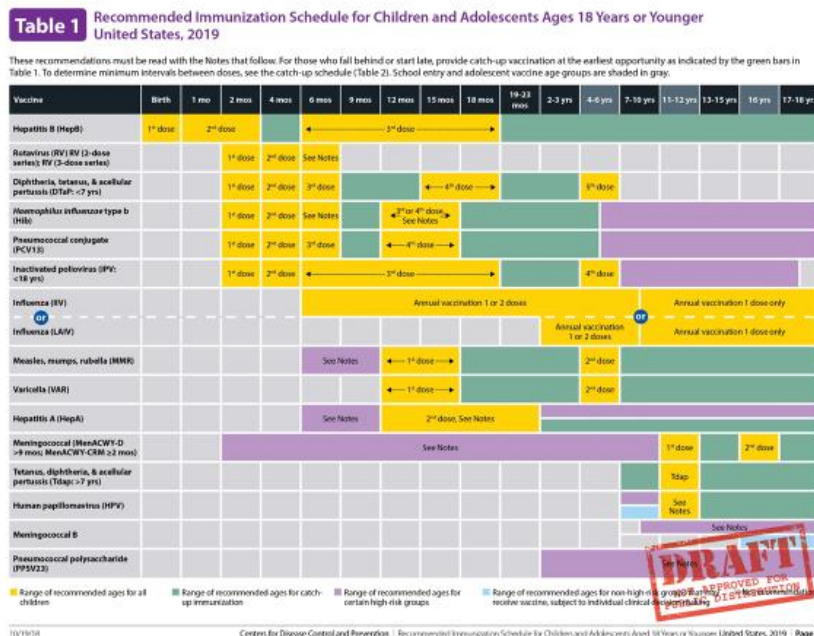 Table 1
Recommended Immunization Schedule for Children and Adolescents Ages 18 Years or Younger
United States, 2019
These recommendations must be read with the Notes that follow. For those who fall behind or start late, provide catch-up vaccination at the earliest opportunity as indicated by the green bars in
Table 1. To determine minimum intervals between doses, see the catch-up schedule (Table 2). School entry and adolescent vaccine age groups are shaded in gray.
Vaccine Birth 1 mo 2 mos 4 mos 6 mos 9 mos 12 mos 15 mos 18 mos 19-23 mos 2-3 yrs 4-6 yrs 7-10 yrs 11-12 yrs 13-15 yrs 16 yrs 17-18 yr
Hepatitis B (HepB) 1st dose 2nd dose 3rd dose
Rotavirus (RV) RV (2-dose
series); RV (3-dose series) 1st dose 2nd dose See Notes
Diphtheria, tetanus, & acellular
pertussis (DTaP: <7 yrs) 1st dose 2nd dose 3rd dose 4th dose 5th dose
Haemophilus influenzae type b
(Hib) 1st dose 2nd dose See Notes 3rd or 4th dose, See Notes
Pneumococcal conjugate
(PCV13) 1st dose 2nd dose 3rd dose 4th dose
Inactivated poliovirus (IPV:
<18 yrs) 1st dose 2nd dose 3rd dose 4th dose
Influenza (IIV) Annual vaccination 1 or 2 doses Annual vaccination 1 dose only
or or
Influenza (LAIV) Annual vaccination 1 or 2 doses Annual vaccination 1 dose only
Measles, mumps, rubella (MMR) See Notes 1st dose 2nd dose
Varicella (VAR) 1st dose 2nd dose
Hepatitis A (HepA) See Notes 2nd dose, See Notes
Meningococcal (MenACWY-D
>9 mos; MenACWY-CRM ≥2 mos) See Notes 1st dose 2nd dose
Tetanus, diphtheria, & acellular
pertussis (Tdap: >7 yrs) Tdap
Human papillomavirus (HPV) See Notes
Meningococcal B See Notes
Pneumococcal polysaccharide
(PPSV23) See Notes
DRAFT
NOT APPROVED FOR
PUBLIC DISTRIBUTION
Range of recommended ages for all
children
Range of recommended ages for catch-
up immunization
Range of recommended ages for
certain high-risk groups
Range of recommended ages for non-high-risk groups that may
receive vaccine, subject to individual clinical decision making
10/19/18 Centers for Disease Control and Prevention | Recommended Immunization Schedule for Children and Adolescents Aged 18 Years or Younger, United States, 2019 | Page